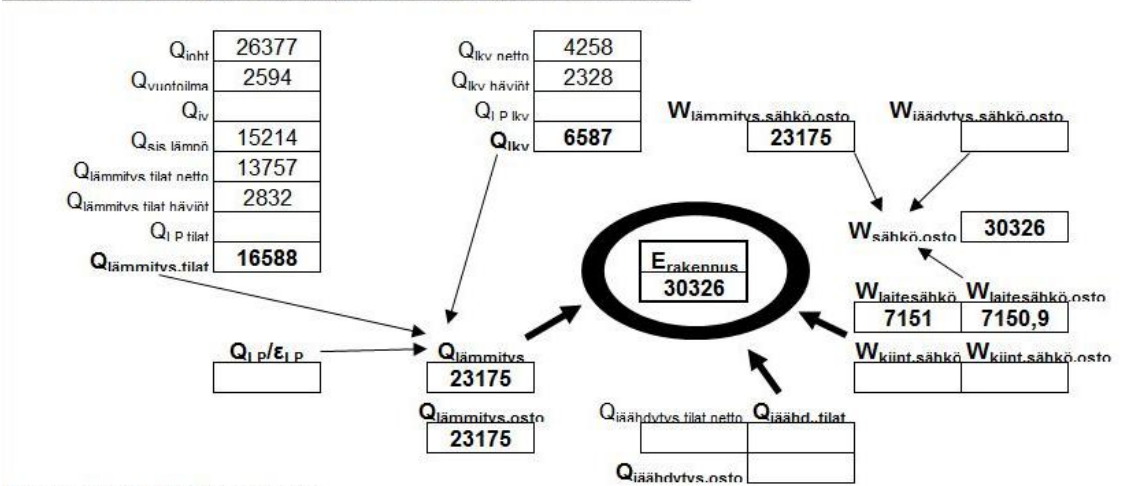 Qjoht 26377
Qvuotoilma 2594
Qiv
Qsis.lämpö 15214
Qlämmitys tilat netto 13757
Qlämmitys tilat häviöt 2832
QLP tilat
Qlämmitys,tilat 16588
Qlkv netto 4258
Qlkv häviöt 2328
QLP lkv
Qlkv 6587
Wlämmitys,sähkö,osto
23175
Wjäädytys,sähkö,osto
Wsähkö,osto 30326
Erakennus
30326
Wlaitesähkö Wlaitesähkö,osto
7151 7150,9
Wkiint.sähkö Wkiint.sähkö,osto
QLP/εLP
Qlämmitys
23175
Qlämmitys,osto
23175
Qjäähdytys tilat netto Qjäähd.,tilat
Qjäähdytys,osto